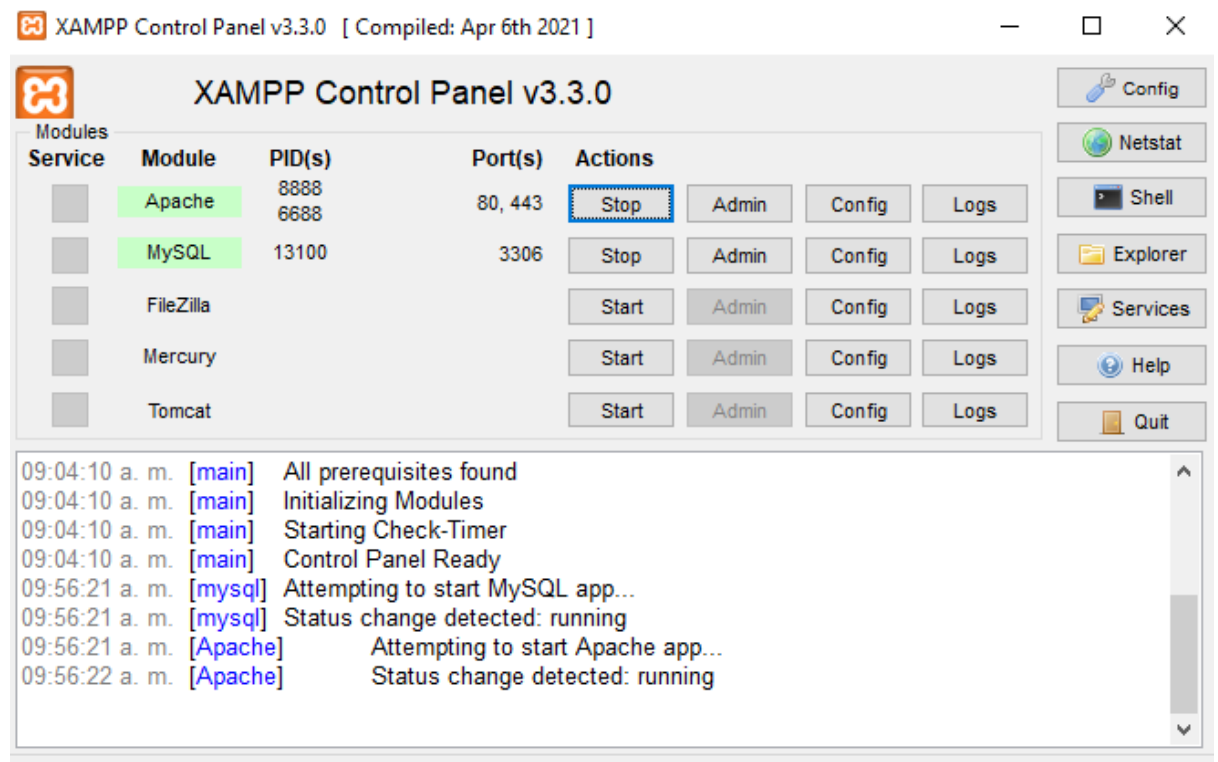 XAMPP Control Panel v3.3.0 [ Compiled: Apr 6th 2021 ]
XAMPP Control Panel v3.3.0
Config
Modules
Service Module PID(s) Port(s) Actions
Netstat
Apache 8888 6688 80, 443 Stop Admin Config Logs
Shell
MySQL 13100 3306 Stop Admin Config Logs
Explorer
FileZilla Start Admin Config Logs
Services
Mercury Start Admin Config Logs
Help
Tomcat Start Admin Config Logs
Quit
09:04:10 a. m. [main] All prerequisites found
09:04:10 a. m. [main] Initializing Modules
09:04:10 a. m. [main] Starting Check-Timer
09:04:10 a. m. [main] Control Panel Ready
09:56:21 a. m. [mysql] Attempting to start MySQL app...
09:56:21 a. m. [mysql] Status change detected: running
09:56:21 a. m. [Apache] Attempting to start Apache app...
09:56:22 a. m. [Apache] Status change detected: running